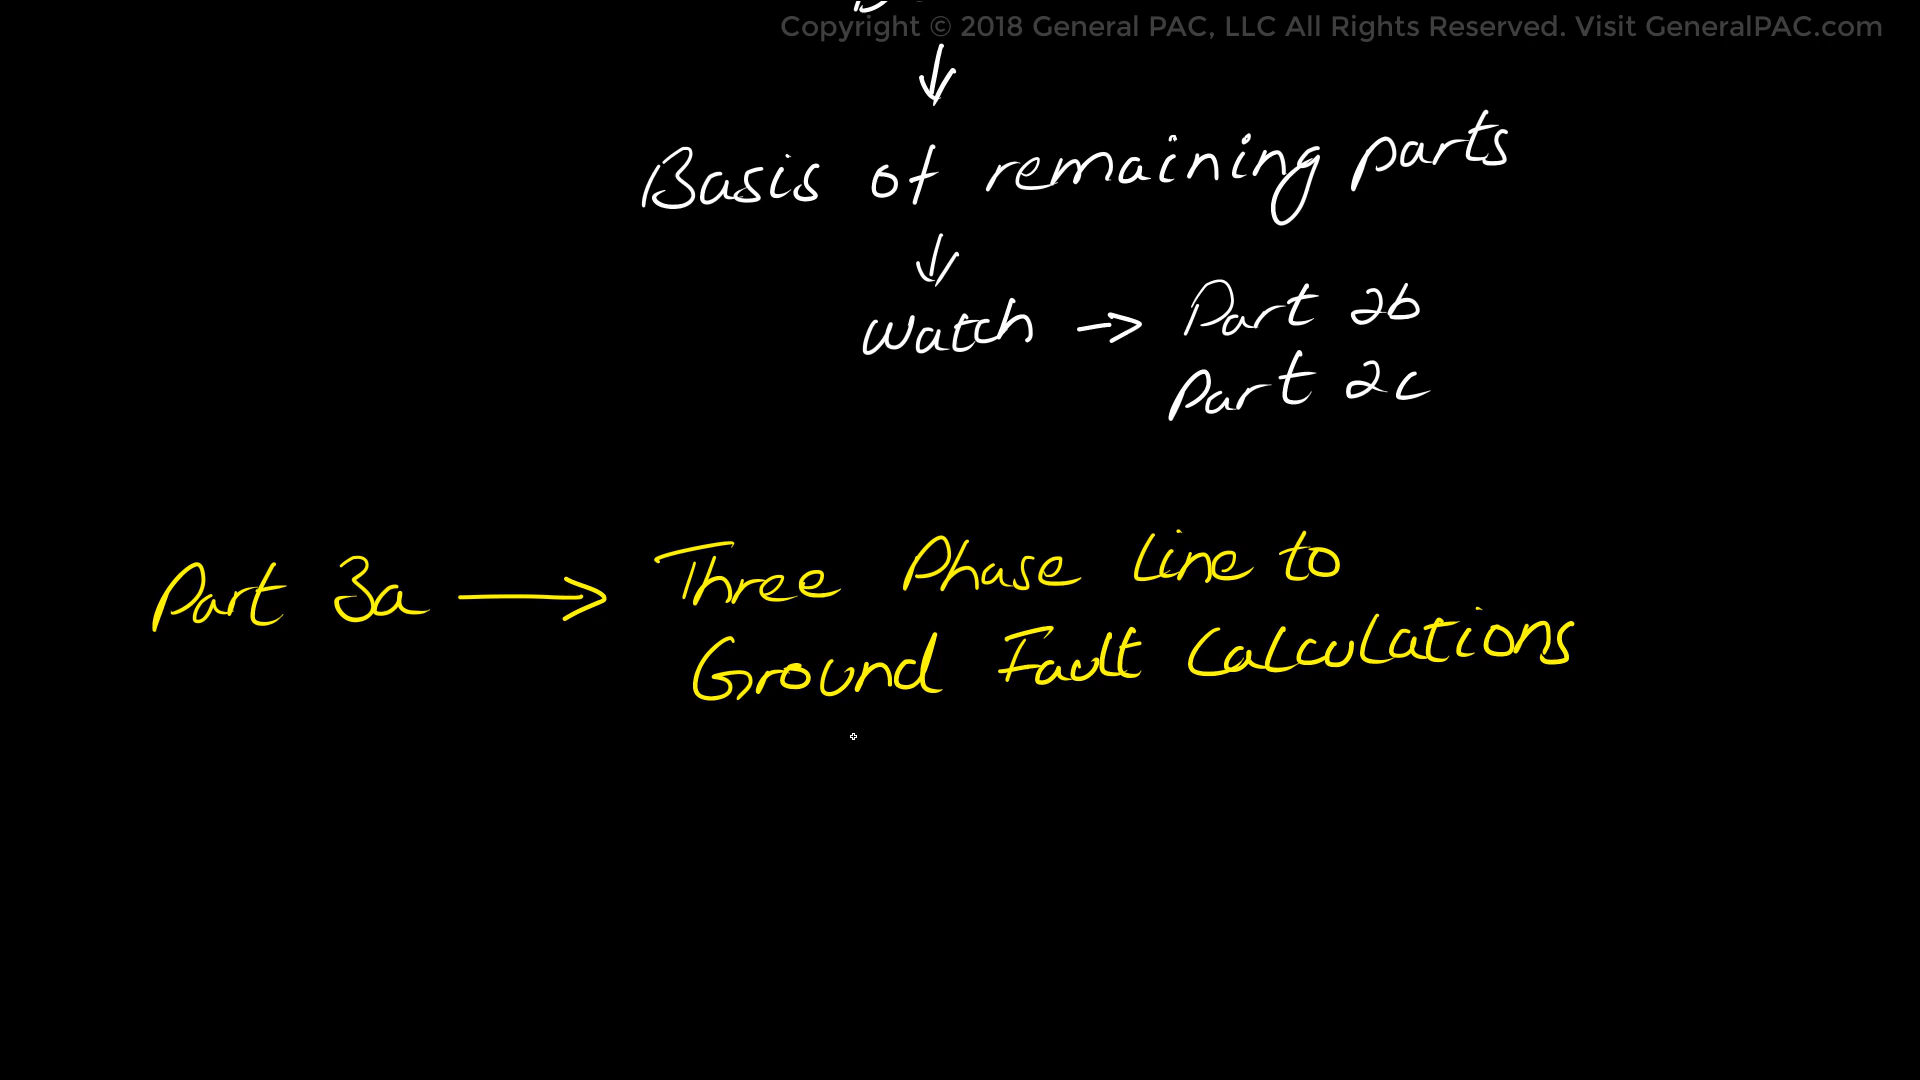 Copyright © 2018 General PAC, LLC All Rights Reserved. Visit GeneralPAC.com
↓
Basis of remaining parts
↓
Watch → Part 2b
Part 2c
Part 3a → Three Phase Line to
Ground Fault Calculations